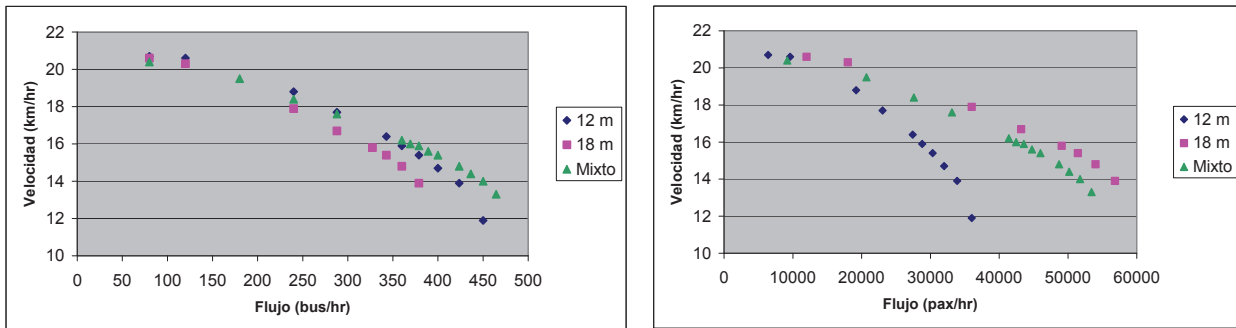 22
20
18
16
14
12
10
Velocidad (km/hr)
0 50 100 150 200 250 300 350 400 450 500
Flujo (bus/hr)
12 m
18 m
Mixto
22
20
18
16
14
12
10
Velocidad (km/hr)
0 10000 20000 30000 40000 50000 60000
Flujo (pax/hr)
12 m
18 m
Mixto